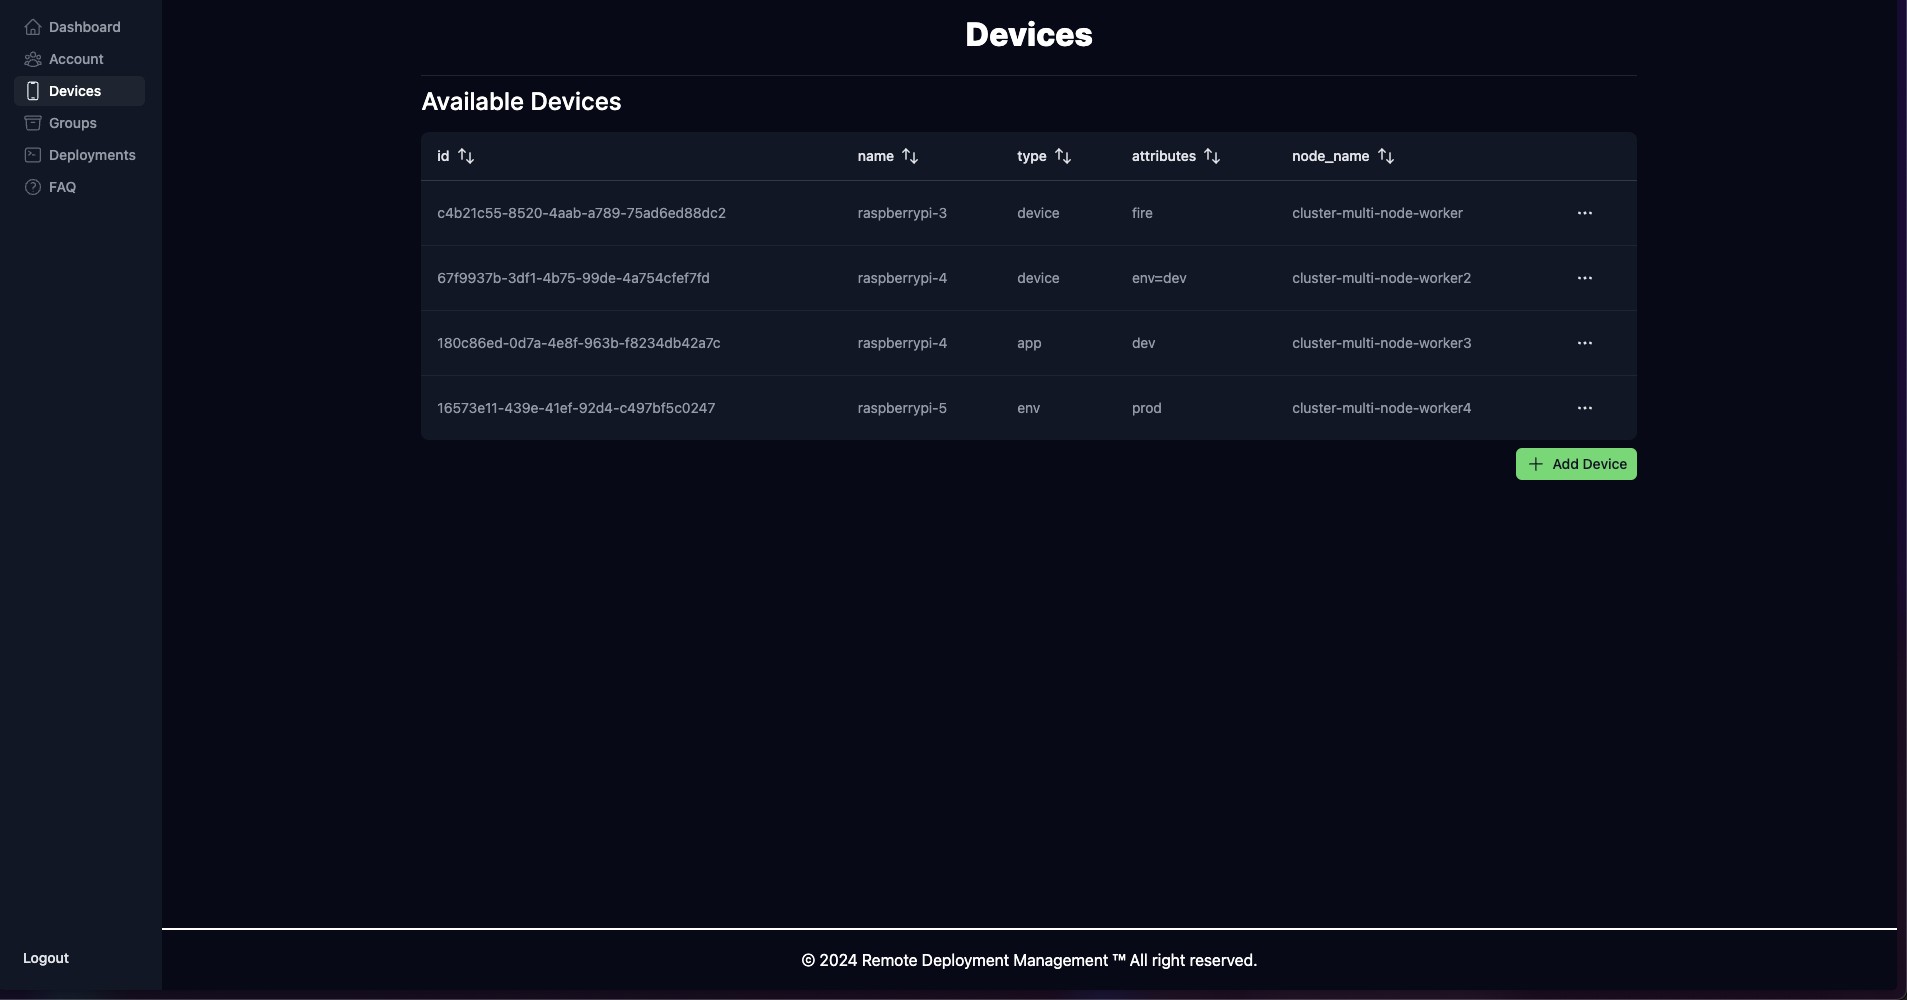 Dashboard
Account
Devices
Groups
Deployments
FAQ
Logout
Devices
Available Devices
id name type attributes node_name
c4b21c55-8520-4aab-a789-75ad6ed88dc2 raspberrypi-3 device fire cluster-multi-node-worker
67f9937b-3df1-4b75-99de-4a754cfef7fd raspberrypi-4 device env=dev cluster-multi-node-worker2
180c86ed-0d7a-4e8f-963b-f8234db42a7c raspberrypi-4 app dev cluster-multi-node-worker3
16573e11-439e-41ef-92d4-c497bf5c0247 raspberrypi-5 env prod cluster-multi-node-worker4
Add Device
© 2024 Remote Deployment Management ™ All right reserved.